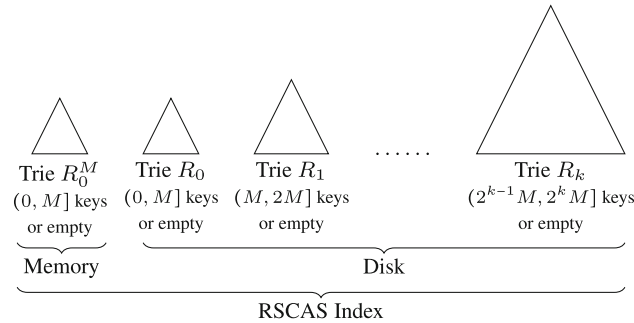 Trie $R_0^M$ Trie $R_0$ Trie $R_1$ ...... Trie $R_k$
$(0, M]$ keys $(0, M]$ keys $(M, 2M]$ keys $(2^{k-1}M, 2^kM]$ keys
or empty or empty or empty or empty
Memory Disk
RSCAS Index